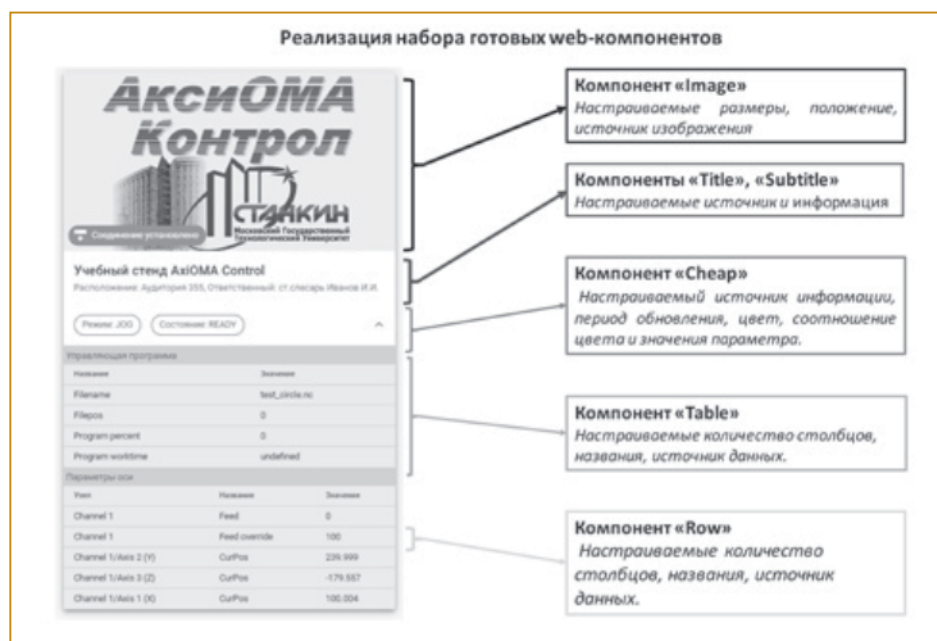 Реализация набора готовых web-компонентов
АксиОМА
Контрол
СТАНКИН
Московский Государственный
Технологический Университет
Соединение установлено
Учебный стенд AxiOMA Control
Расположение: Аудитория 355, Ответственный: ст.слесарь Иванов И.И.
Режим: JOG
Состояние: READY
Управляющая программа
Название Значение
Filename test_circle.nc
Filepos 0
Program percent 0
Program worktime undefined
Параметры оси
Узел Название Значение
Channel 1 Feed 0
Channel 1 Feed override 100
Channel 1/Axis 2 (Y) CurPos 239.999
Channel 1/Axis 3 (Z) CurPos -179.557
Channel 1/Axis 1 (X) CurPos 100.004
Компонент «Image»
Настраиваемые размеры, положение,
источник изображения
Компоненты «Title», «Subtitle»
Настраиваемые источник и информация
Компонент «Cheap»
Настраиваемый источник информации,
период обновления, цвет, соотношение
цвета и значения параметра.
Компонент «Table»
Настраиваемые количество столбцов,
названия, источник данных.
Компонент «Row»
Настраиваемые количество
столбцов, названия, источник
данных.